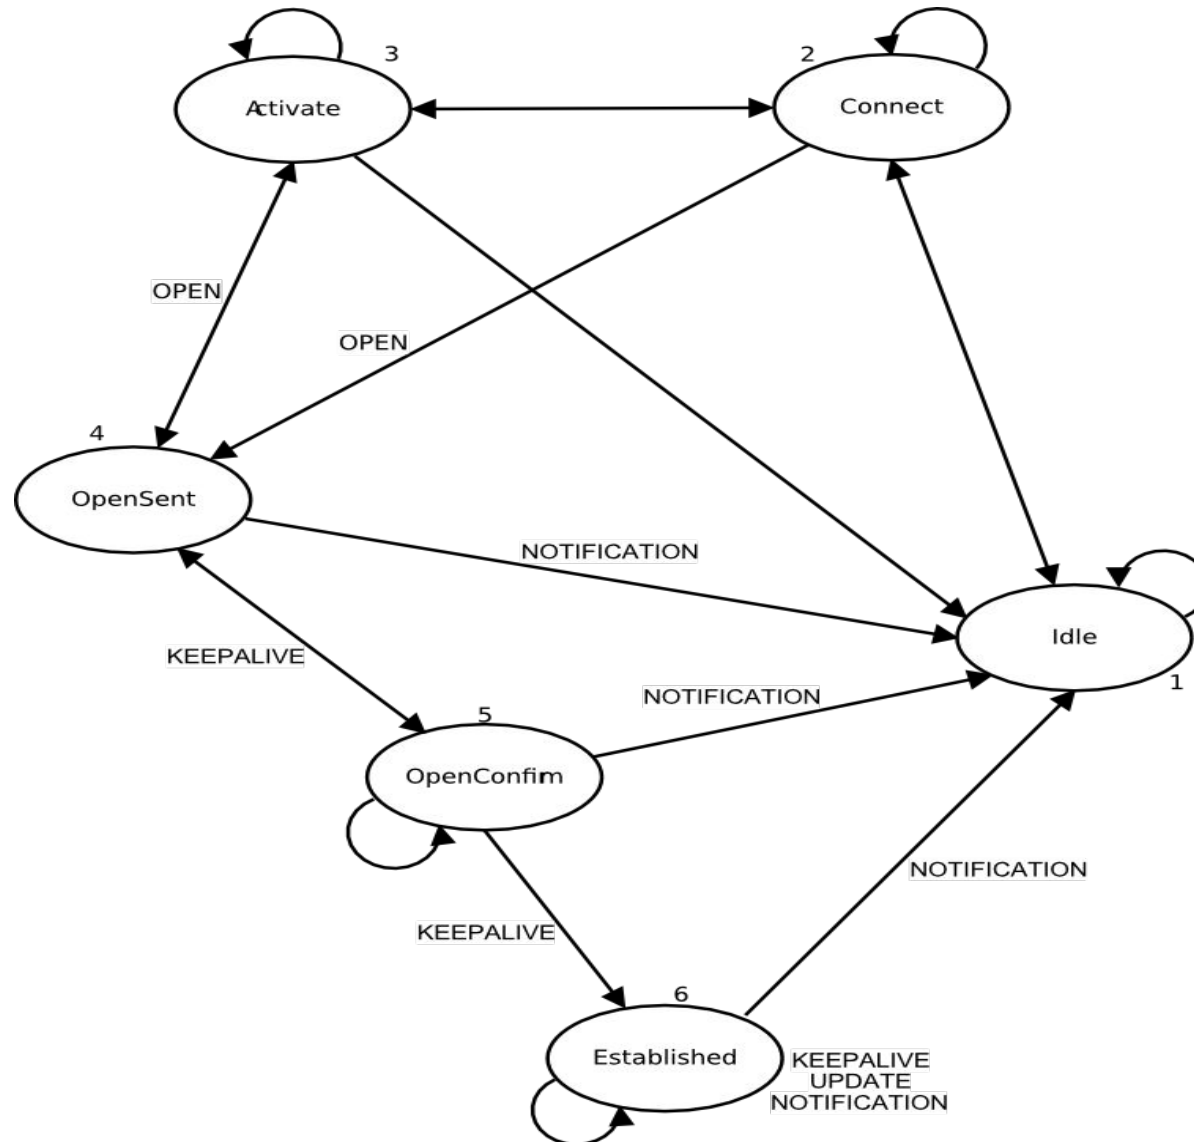 3
2
Activate
Connect
OPEN
OPEN
4
OpenSent
NOTIFICATION
Idle
KEEPALIVE
1
NOTIFICATION
5
OpenConfirm
NOTIFICATION
KEEPALIVE
6
Established
KEEPALIVE
UPDATE
NOTIFICATION